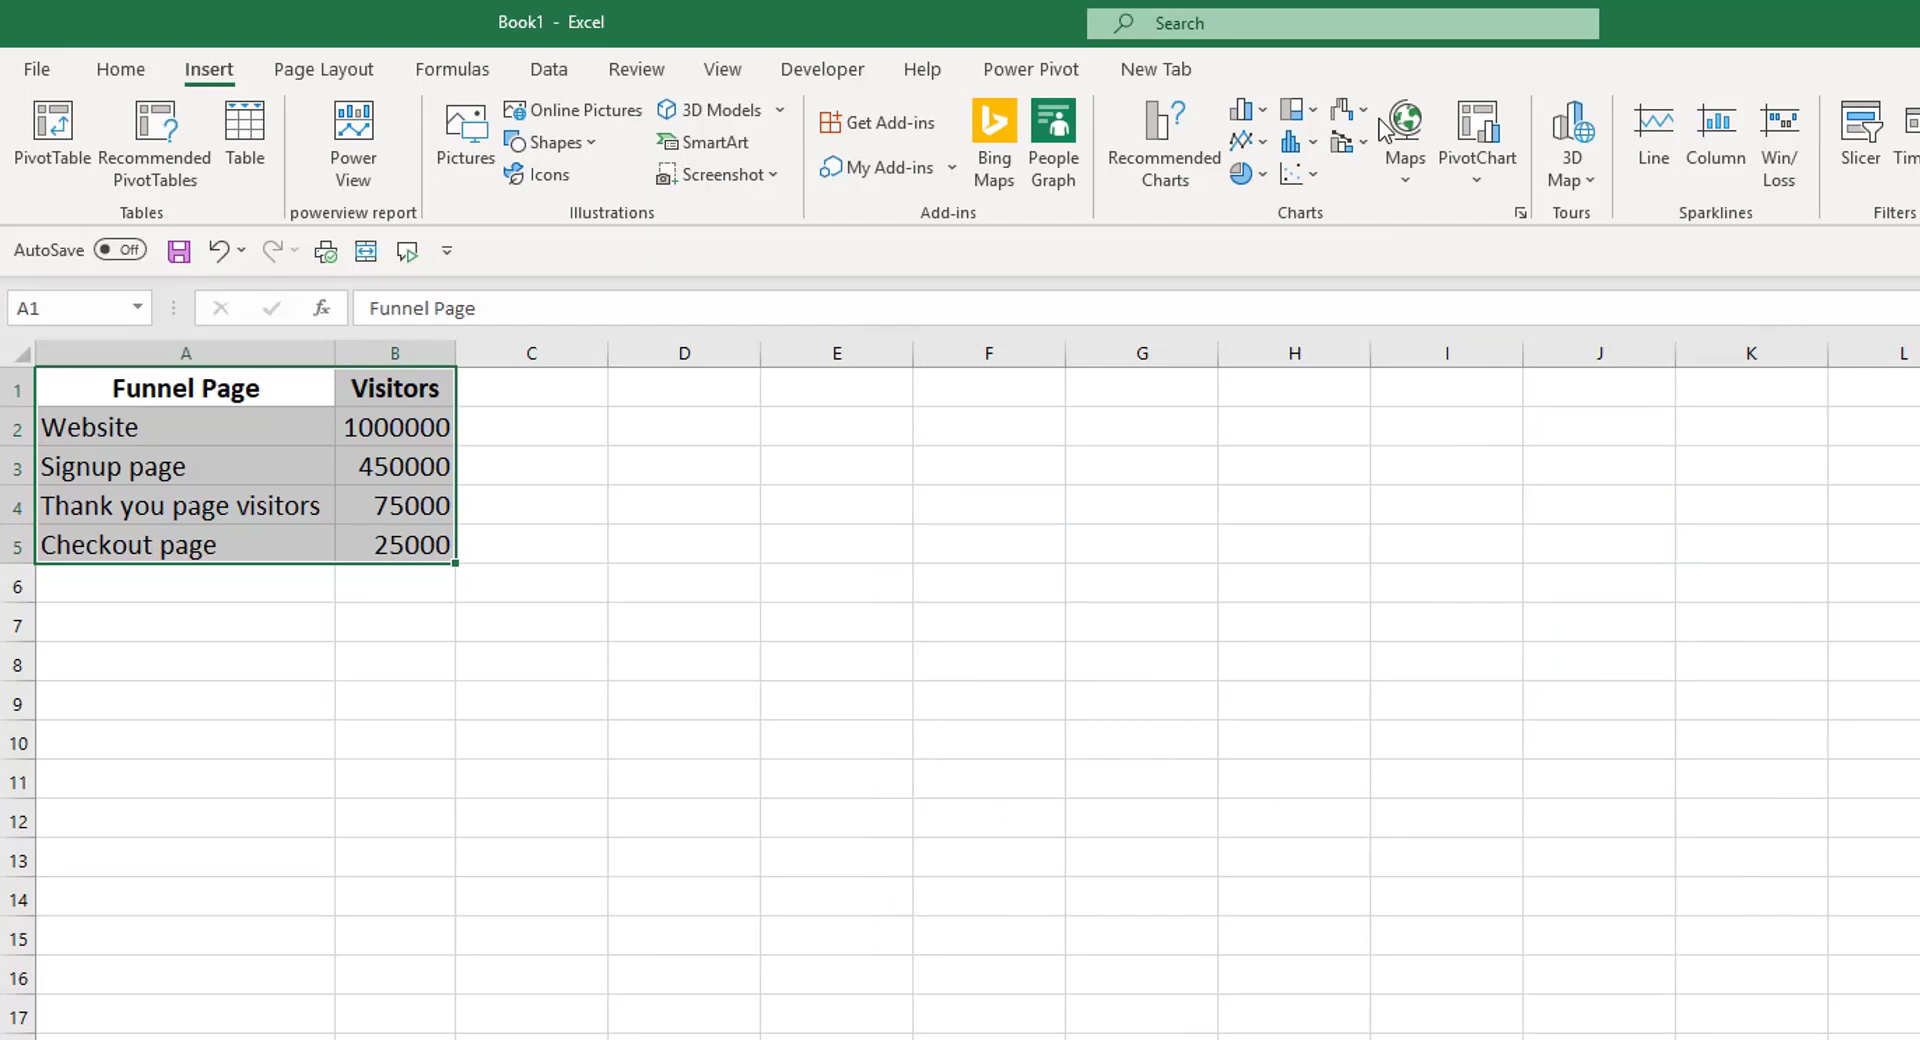 Book1 - Excel
Search
File Home Insert Page Layout Formulas Data Review View Developer Help Power Pivot New Tab
PivotTable
Recommended
PivotTables
Table
Tables
Power
View
powerview report
Pictures
Online Pictures
Shapes
Icons
3D Models
SmartArt
Screenshot
Illustrations
Get Add-ins
My Add-ins
Bing
Maps
People
Graph
Add-ins
Recommended
Charts
Maps
PivotChart
Charts
3D
Map
Tours
Line
Column
Win/
Loss
Sparklines
Slicer
Filters
AutoSave Off
A1 fx Funnel Page
A B C D E F G H I J K L
1 Funnel Page Visitors
2 Website 1000000
3 Signup page 450000
4 Thank you page visitors 75000
5 Checkout page 25000
6
7
8
9
10
11
12
13
14
15
16
17